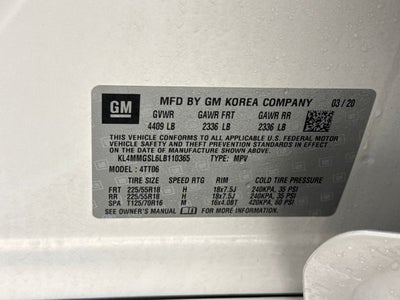 GM MFD BY GM KOREA COMPANY 03/20
GVWR GAWR FRT GAWR RR
4409 LB 2336 LB 2336 LB
THIS VEHICLE CONFORMS TO ALL APPLICABLE U.S. FEDERAL MOTOR
VEHICLE SAFETY AND THEFT PREVENTION STANDARDS IN EFFECT
ON THE DATE OF MANUFACTURE SHOWN ABOVE.
KL4MMGSL6LB110365 TYPE: MPV
MODEL : 4TT06
TIRE SIZE SPEED RTG RIM COLD TIRE PRESSURE
FRT 225/55R18 H 18x7.5J 240KPA, 35 PSI
RR 225/55R18 H 18x7.5J 240KPA, 35 PSI
SPA T125/70R16 M 16x4.0BT 420KPA, 60 PSI
SEE OWNER'S MANUAL FOR ADDITIONAL INFORMATION.